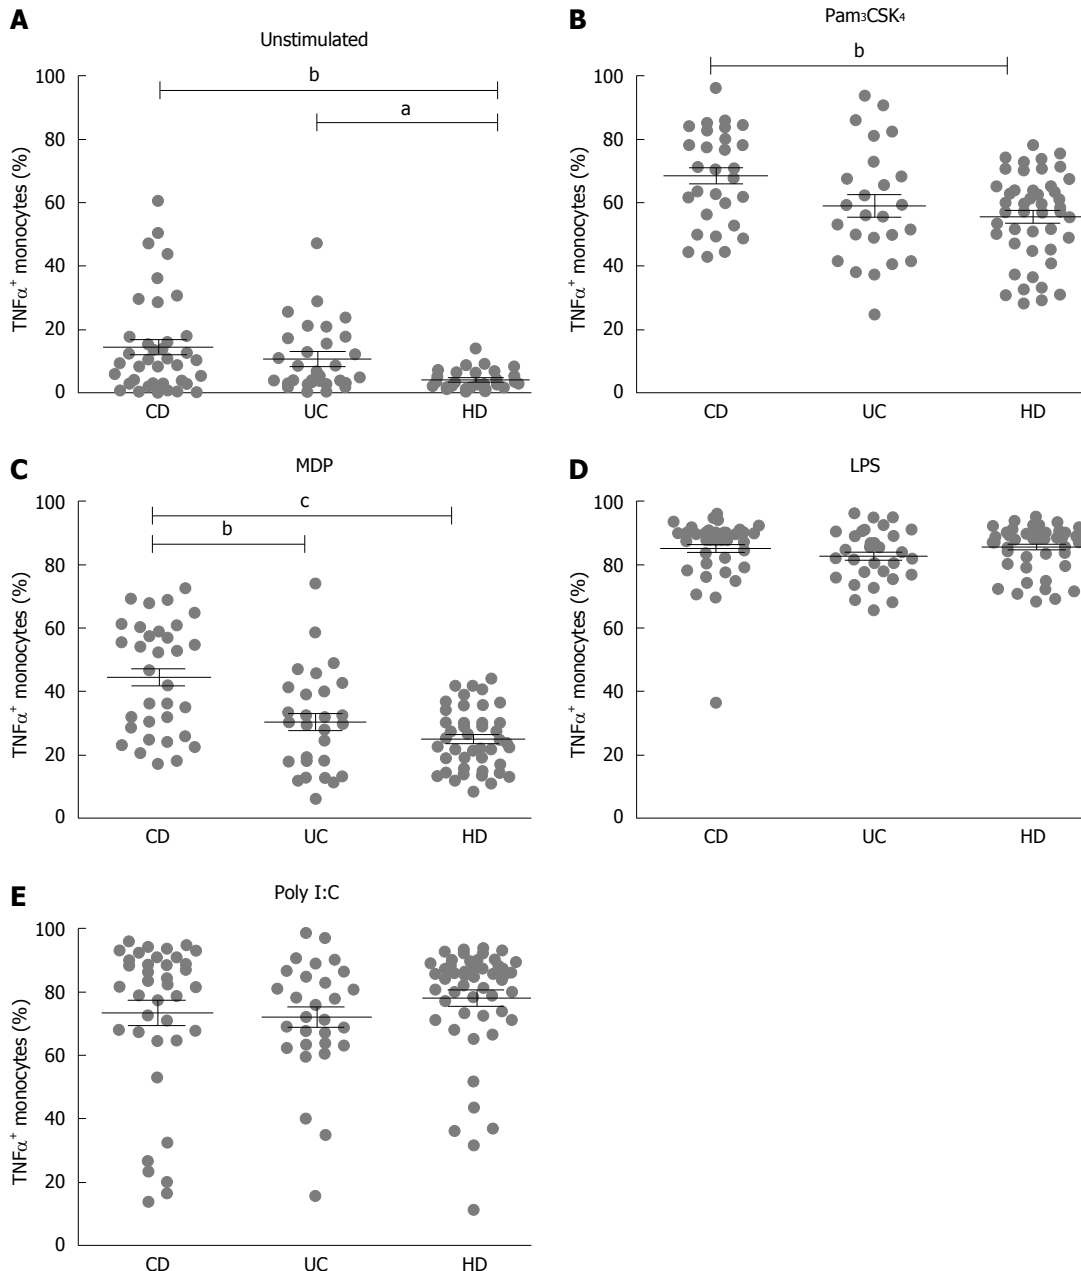 A
Unstimulated
b
a
TNFα⁺ monocytes (%)
100
80
60
40
20
0
CD UC HD
B
Pam₃CSK₄
b
TNFα⁺ monocytes (%)
100
80
60
40
20
0
CD UC HD
C
MDP
c
b
TNFα⁺ monocytes (%)
100
80
60
40
20
0
CD UC HD
D
LPS
TNFα⁺ monocytes (%)
100
80
60
40
20
0
CD UC HD
E
Poly I:C
TNFα⁺ monocytes (%)
100
80
60
40
20
0
CD UC HD